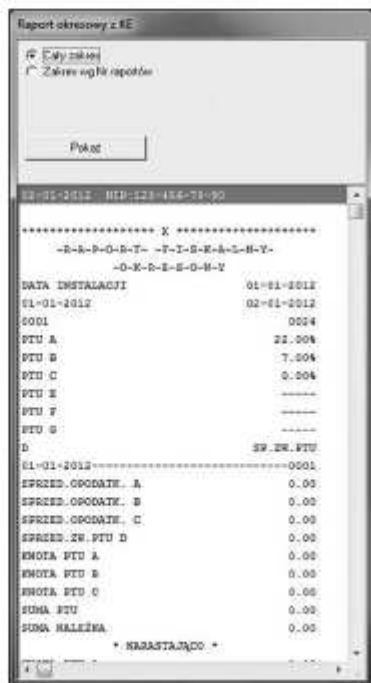 Raport okresowy z KE
Cały zakres
Zakres wg Nr raportów
Pokaż
02-01-2012 NIP:123-456-78-90
******************* X *******************
-R-A-P-O-R-T- -F-I-S-K-A-L-N-Y-
-O-K-R-E-S-O-W-Y
DATA INSTALACJI 01-01-2012
01-01-2012 02-01-2012
0001 0024
PTU A 22.00%
PTU B 7.00%
PTU C 0.00%
PTU E -----
PTU F -----
PTU G -----
D SP.ZW.PTU
01-01-2012----------------------------0001
SPRZED.OPODATK. A 0.00
SPRZED.OPODATK. B 0.00
SPRZED.OPODATK. C 0.00
SPRZED.ZW.PTU D 0.00
KWOTA PTU A 0.00
KWOTA PTU B 0.00
KWOTA PTU C 0.00
SUMA PTU 0.00
SUMA NALEŻNA 0.00
* NARASTAJĄCO *